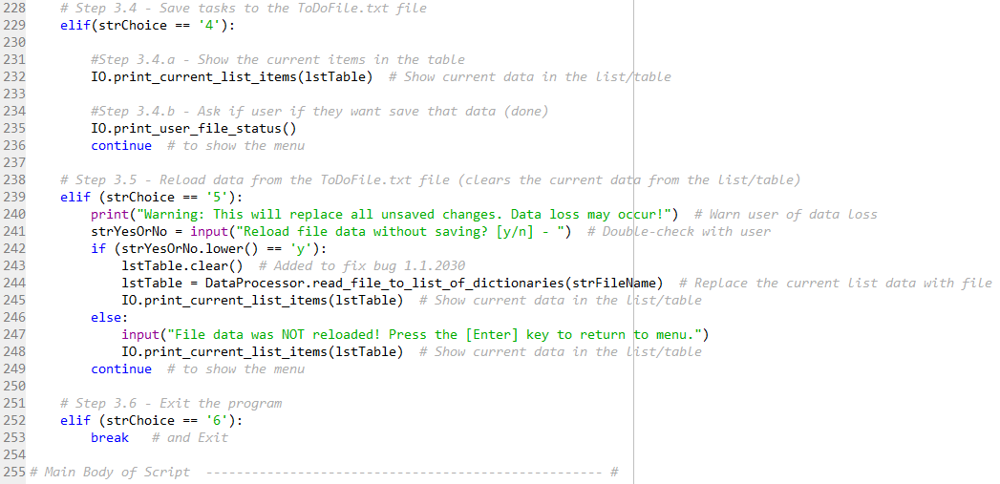 228     # Step 3.4 - Save tasks to the ToDoFile.txt file
229     elif(strChoice == '4'):
230
231         #Step 3.4.a - Show the current items in the table
232         IO.print_current_list_items(lstTable)  # Show current data in the list/table
233
234         #Step 3.4.b - Ask if user if they want save that data (done)
235         IO.print_user_file_status()
236         continue  # to show the menu
237
238     # Step 3.5 - Reload data from the ToDoFile.txt file (clears the current data from the list/table)
239     elif (strChoice == '5'):
240         print("Warning: This will replace all unsaved changes. Data loss may occur!")  # Warn user of data loss
241         strYesOrNo = input("Reload file data without saving? [y/n] - ")  # Double-check with user
242         if (strYesOrNo.lower() == 'y'):
243             lstTable.clear()  # Added to fix bug 1.1.2030
244             lstTable = DataProcessor.read_file_to_list_of_dictionaries(strFileName)  # Replace the current list data with file
245             IO.print_current_list_items(lstTable)  # Show current data in the list/table
246         else:
247             input("File data was NOT reloaded! Press the [Enter] key to return to menu.")
248             IO.print_current_list_items(lstTable)  # Show current data in the list/table
249         continue  # to show the menu
250
251     # Step 3.6 - Exit the program
252     elif (strChoice == '6'):
253         break   # and Exit
254
255 # Main Body of Script  ---------------------------------------------------- #